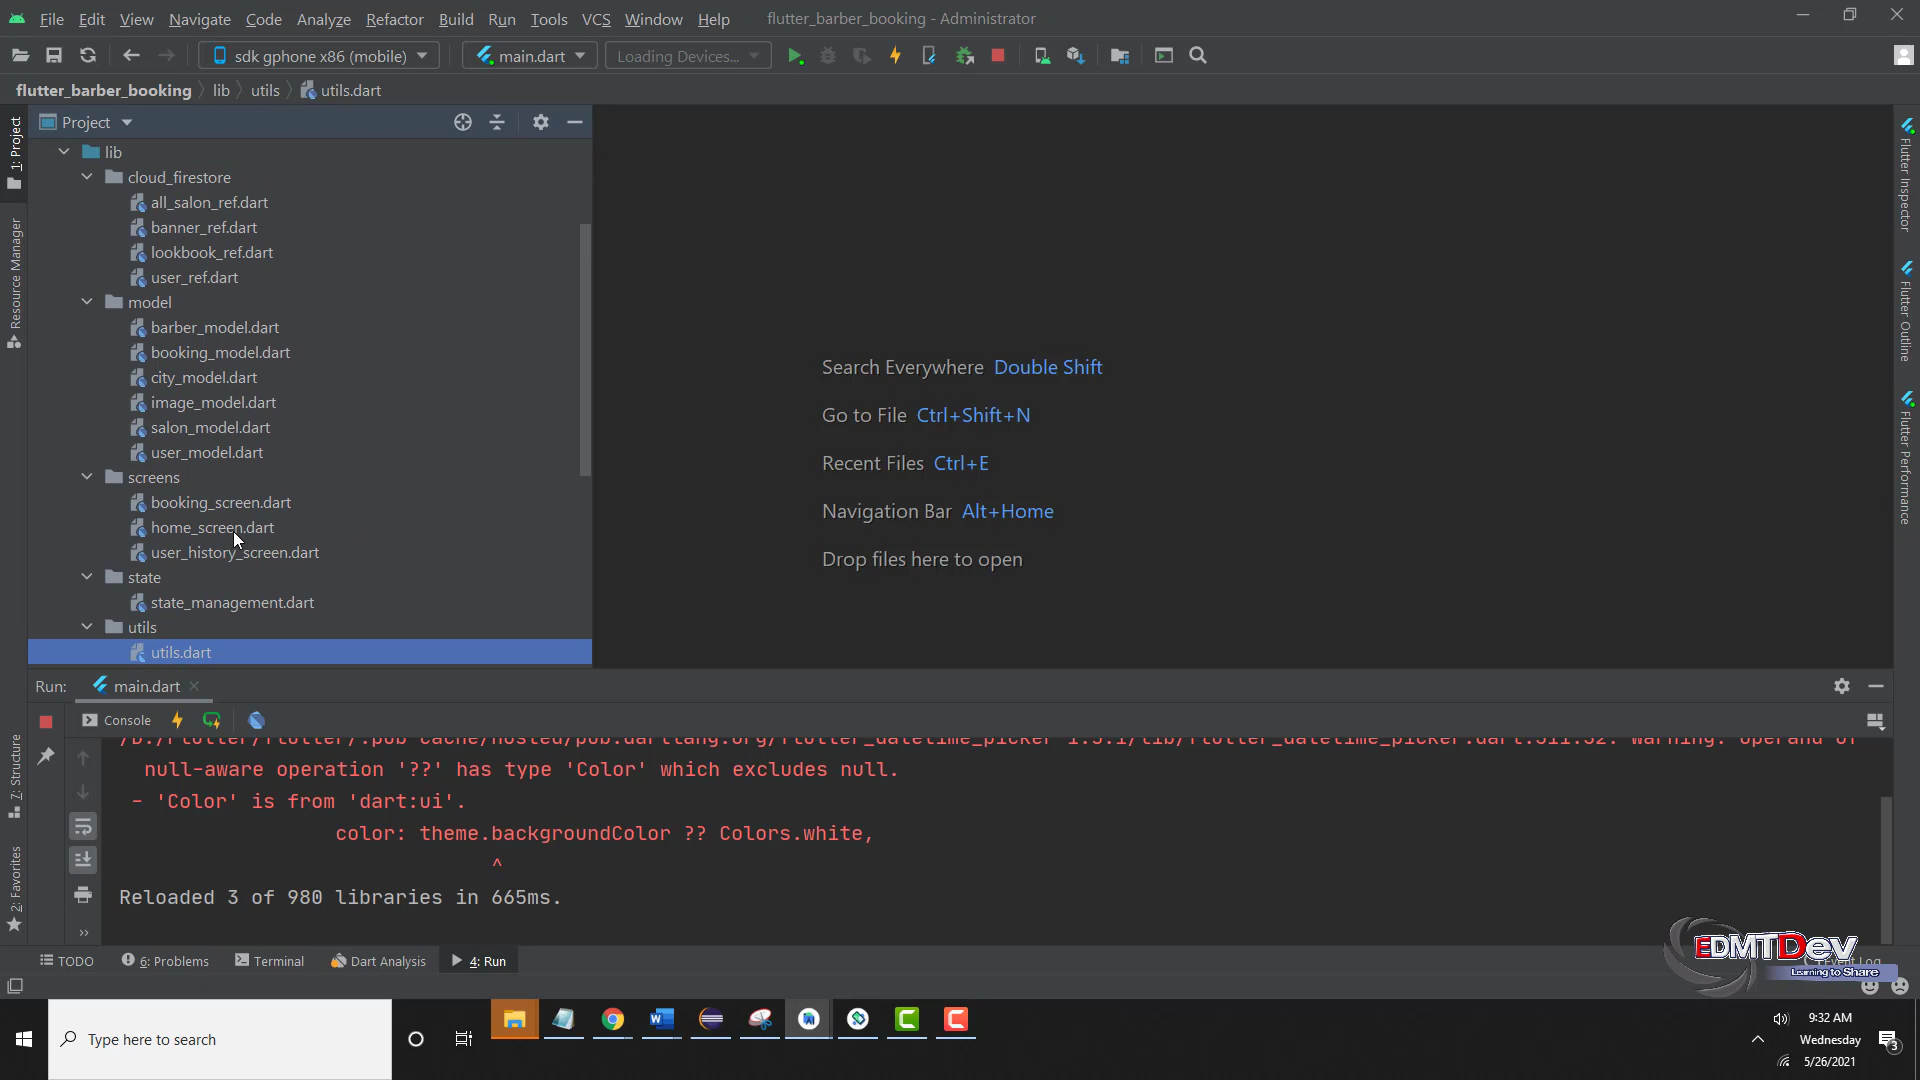 File Edit View Navigate Code Analyze Refactor Build Run Tools VCS Window Help flutter_barber_booking - Administrator
sdk gphone x86 (mobile) main.dart Loading Devices...
flutter_barber_booking lib utils utils.dart
Project
lib
cloud_firestore
all_salon_ref.dart
banner_ref.dart
lookbook_ref.dart
user_ref.dart
model
barber_model.dart
booking_model.dart
city_model.dart
image_model.dart
salon_model.dart
user_model.dart
screens
booking_screen.dart
home_screen.dart
user_history_screen.dart
state
state_management.dart
utils
utils.dart
1: Project
Resource Manager
7: Structure
2: Favorites
Search Everywhere Double Shift
Go to File Ctrl+Shift+N
Recent Files Ctrl+E
Navigation Bar Alt+Home
Drop files here to open
Flutter Inspector
Flutter Outline
Flutter Performance
Run: main.dart
Console
/D:/Flutter/flutter/.pub-cache/hosted/pub.dartlang.org/flutter_datetime_picker-1.5.1/lib/flutter_datetime_picker.dart:311:32: Warning: Operand of
null-aware operation '??' has type 'Color' which excludes null.
- 'Color' is from 'dart:ui'.
color: theme.backgroundColor ?? Colors.white,
^
Reloaded 3 of 980 libraries in 665ms.
TODO 6: Problems Terminal Dart Analysis 4: Run
EDMTDev
Learning to Share
Type here to search
9:32 AM
Wednesday
5/26/2021
3